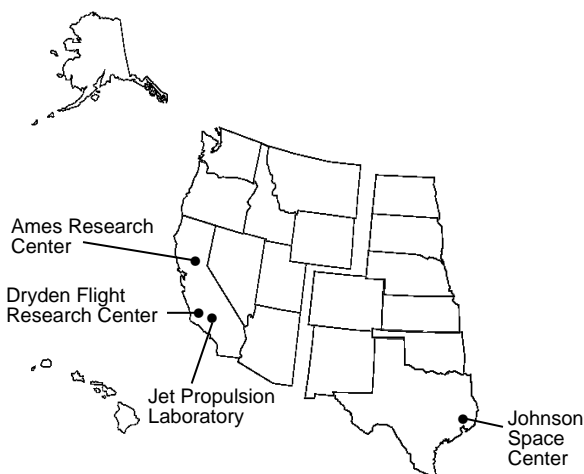 Ames Research
Center
Dryden Flight
Research Center
Jet Propulsion
Laboratory
Johnson
Space
Center